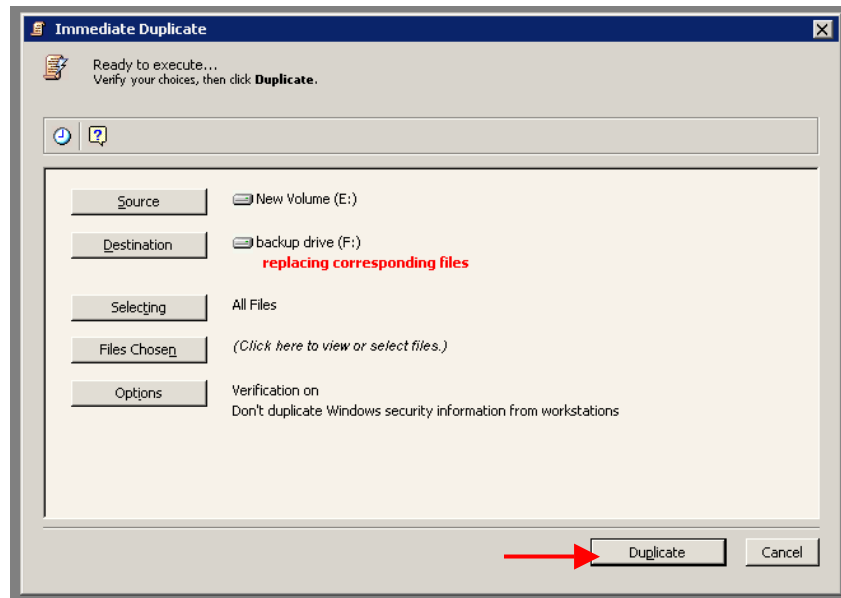 Immediate Duplicate
Ready to execute...
Verify your choices, then click Duplicate.
Source
New Volume (E:)
Destination
backup drive (F:)
replacing corresponding files
Selecting
All Files
Files Chosen
(Click here to view or select files.)
Options
Verification on
Don't duplicate Windows security information from workstations
Duplicate
Cancel